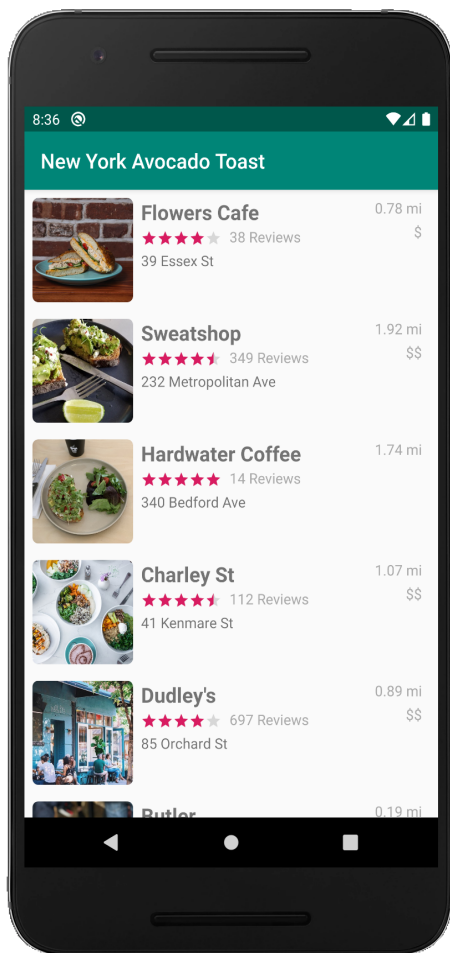 8:36
New York Avocado Toast
Flowers Cafe 0.78 mi
38 Reviews $
39 Essex St
Sweatshop 1.92 mi
349 Reviews $$
232 Metropolitan Ave
Hardwater Coffee 1.74 mi
14 Reviews
340 Bedford Ave
Charley St 1.07 mi
112 Reviews $$
41 Kenmare St
Dudley's 0.89 mi
697 Reviews $$
85 Orchard St
Butler 0.19 mi